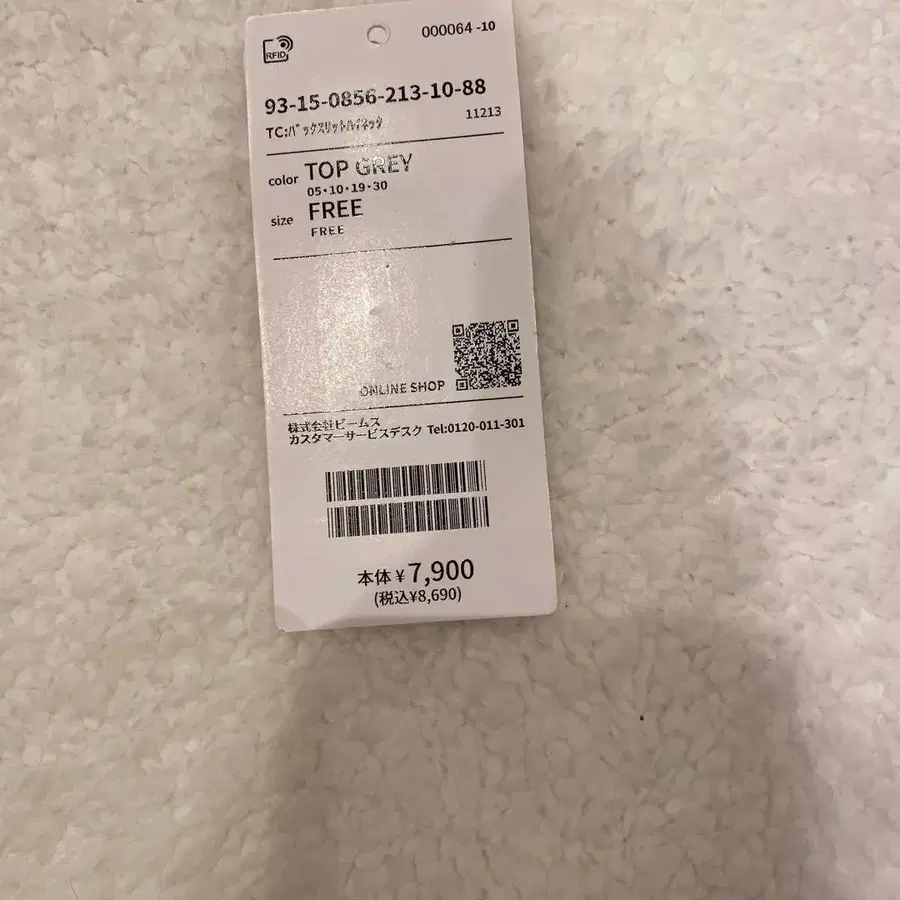 RFID
000064 -10
93-15-0856-213-10-88
TC:ﾊﾞｯｸｽﾘｯﾄﾊｲﾈｯｸ 11213
color TOP GREY
05・10・19・30
size FREE
FREE
ONLINE SHOP
株式会社ビームス
カスタマーサービスデスク Tel:0120-011-301
本体 ¥7,900
(税込¥8,690)